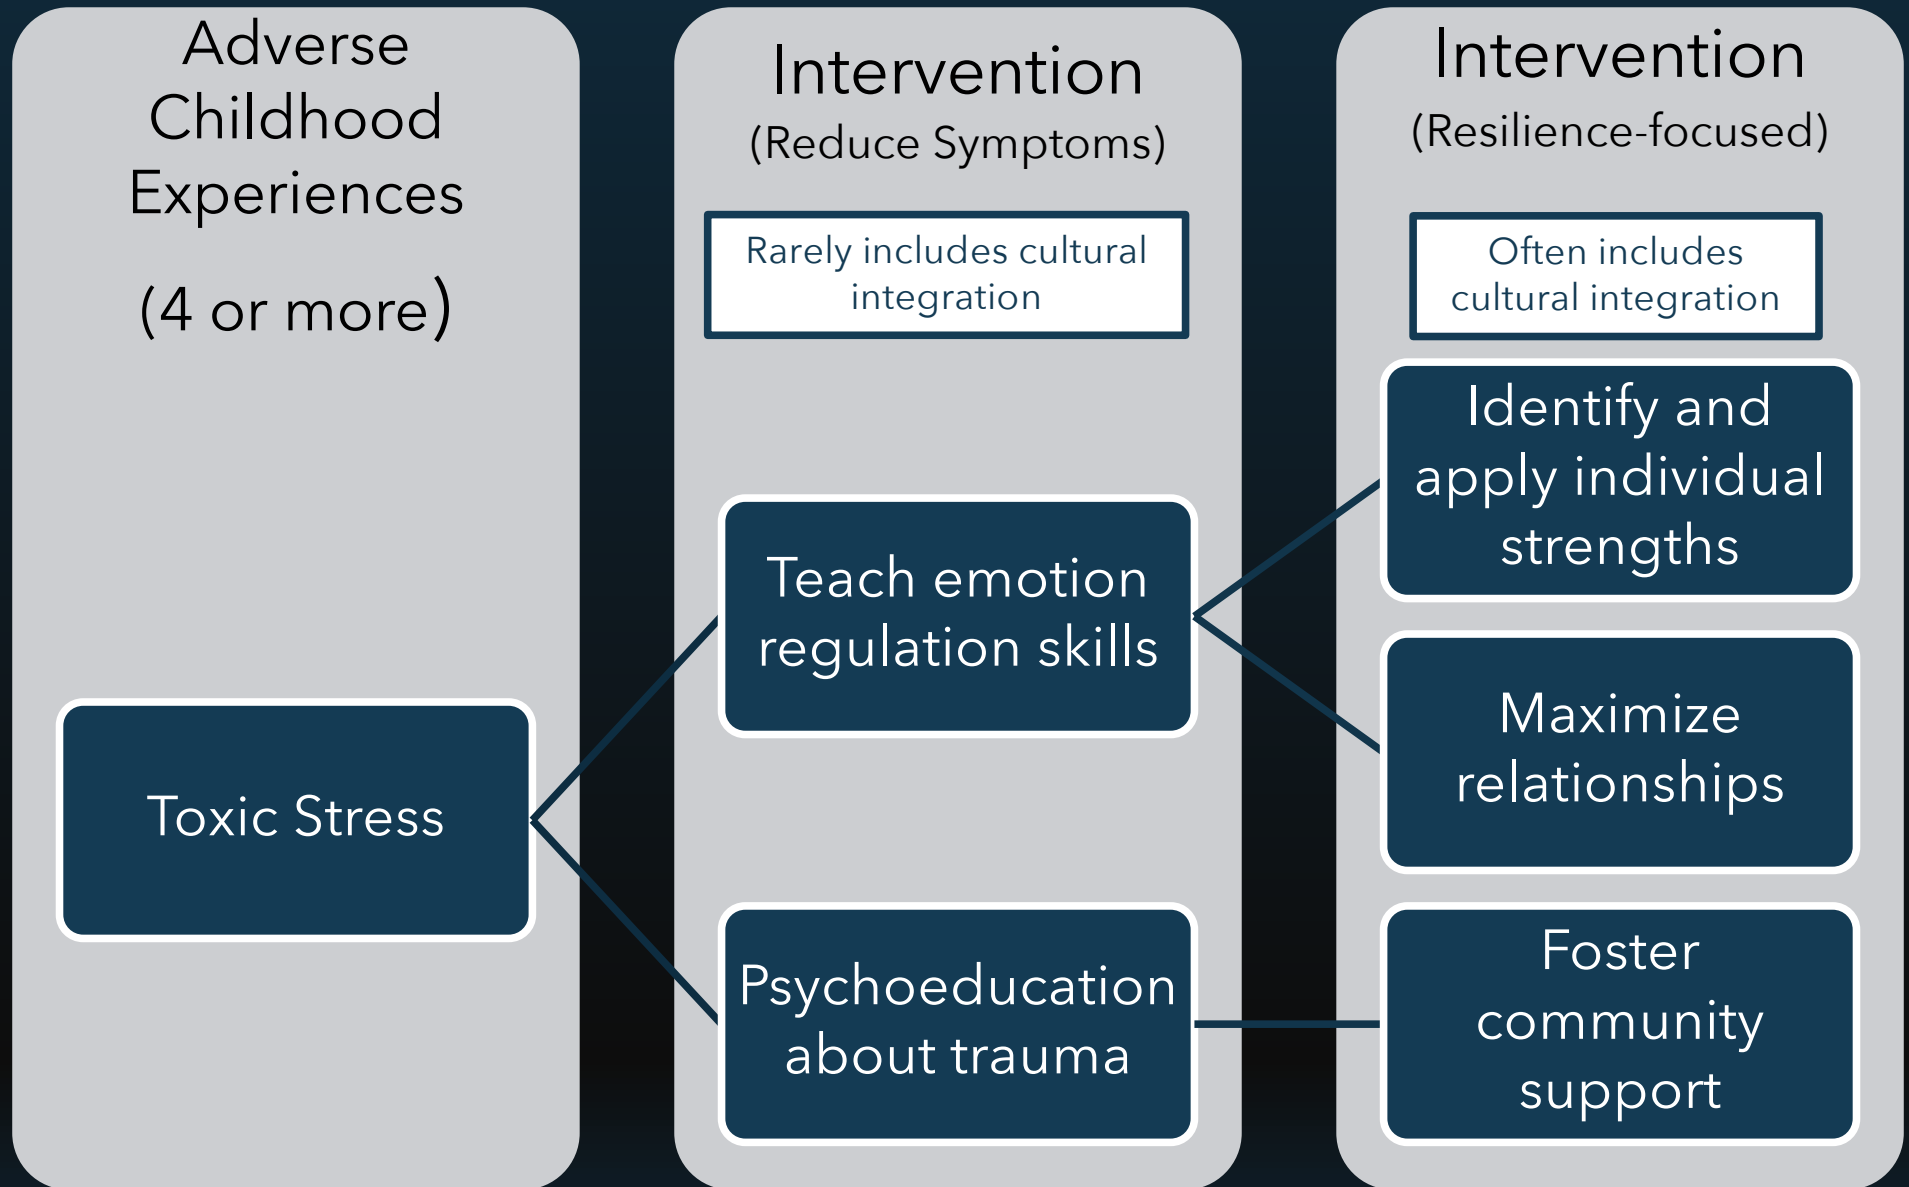 Adverse
Childhood
Experiences
(4 or more)
Intervention
(Reduce Symptoms)
Rarely includes cultural
integration
Intervention
(Resilience-focused)
Often includes
cultural integration
Toxic Stress
Teach emotion
regulation skills
Psychoeducation
about trauma
Identify and
apply individual
strengths
Maximize
relationships
Foster
community
support